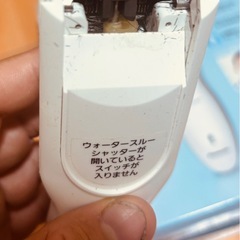 ウォータースルー
シャッターが
開いていると
スイッチが
入りません